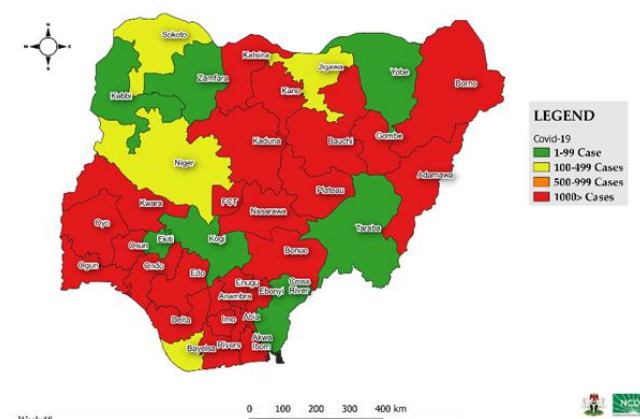 Sokoto
Katsina
Jigawa
Yobe
Borno
Kebbi
Zamfara
Kano
LEGEND
Covid-19
1-99 Case
100-499 Cases
500-999 Cases
1000> Cases
Kaduna
Bauchi
Gombe
Niger
Adamawa
Plateau
Kwara
FCT
Nasarawa
Taraba
Oyo
Osun
Ekiti
Kogi
Benue
Ogun
Ondo
Edo
Enugu
Ebonyi
Cross
River
Anambra
Delta
Imo
Abia
Bayelsa
Rivers
Akwa
Ibom
0 100 200 300 400 km